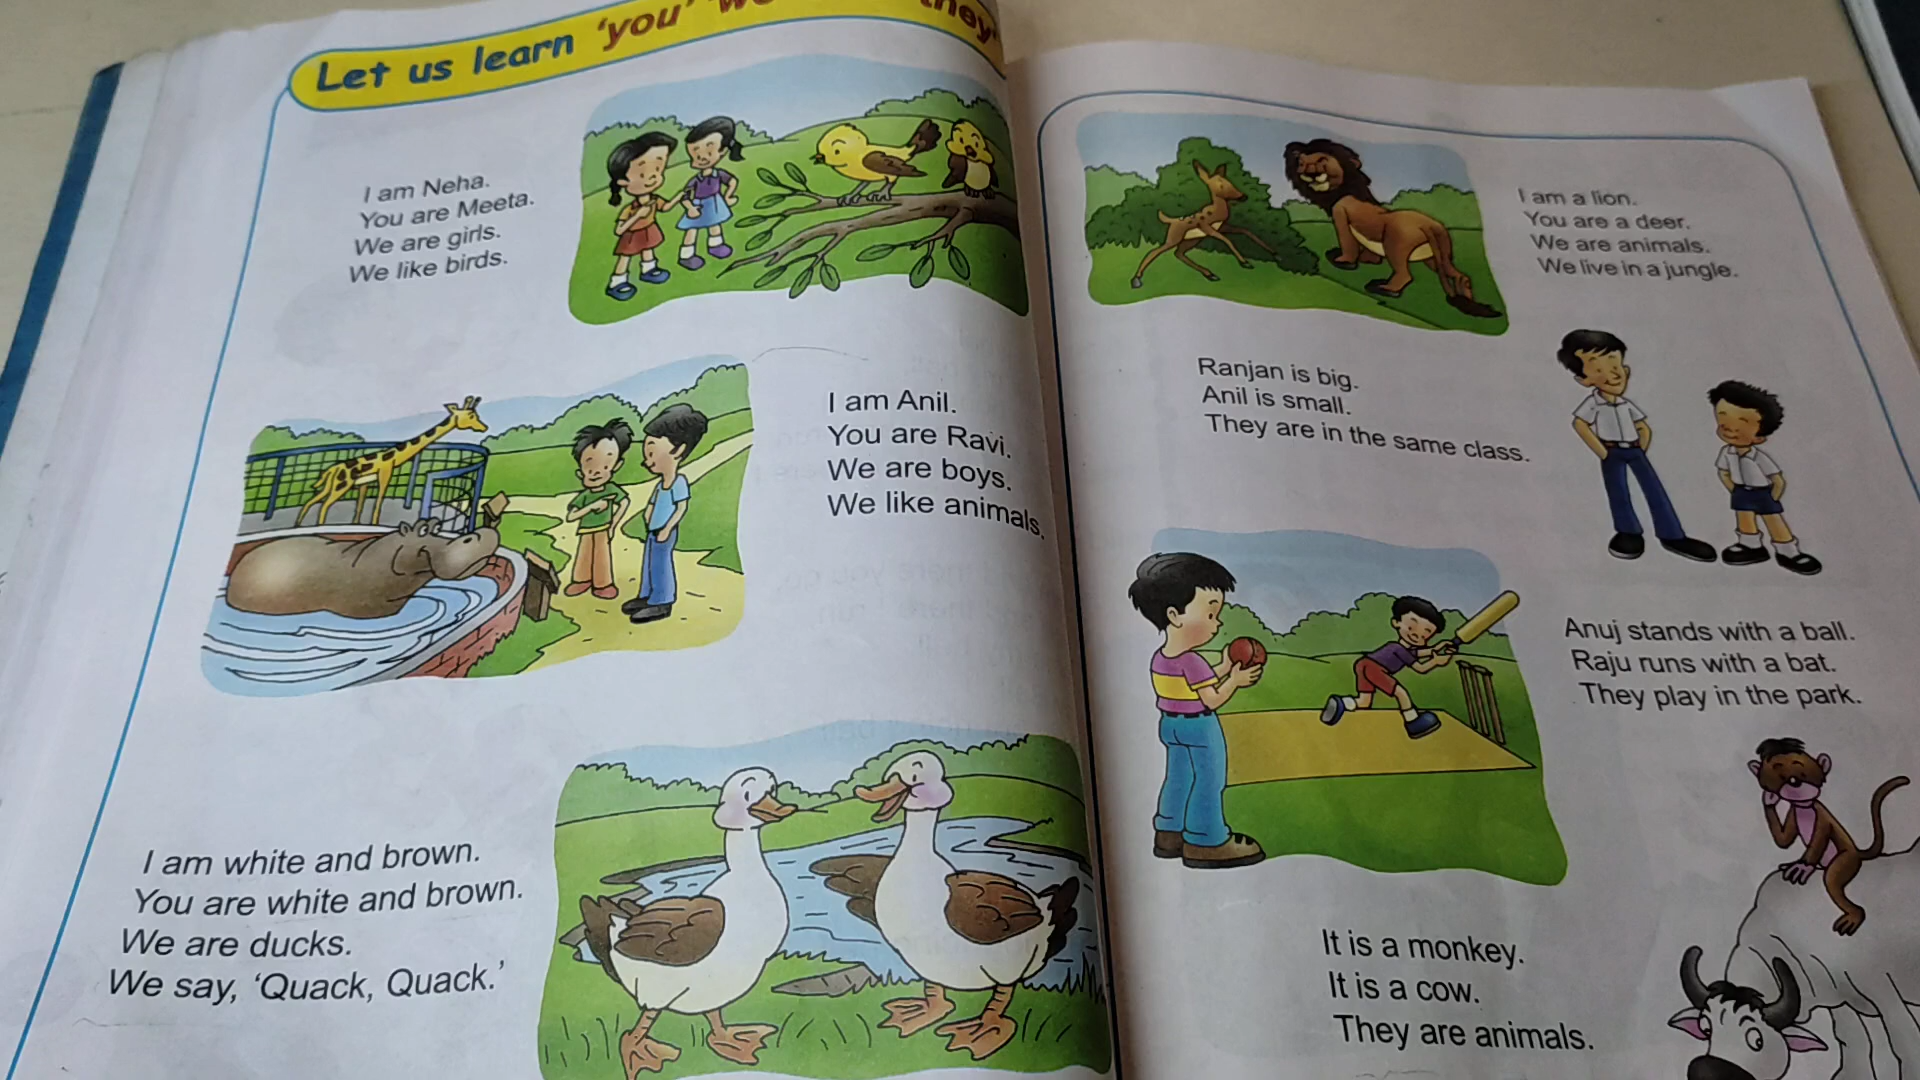 Let us learn 'you' 'we' they'
I am Neha.
You are Meeta.
We are girls.
We like birds.
I am Anil.
You are Ravi.
We are boys.
We like animals.
I am white and brown.
You are white and brown.
We are ducks.
We say, 'Quack, Quack.'
I am a lion.
You are a deer.
We are animals.
We live in a jungle.
Ranjan is big.
Anil is small.
They are in the same class.
Anuj stands with a ball.
Raju runs with a bat.
They play in the park.
It is a monkey.
It is a cow.
They are animals.